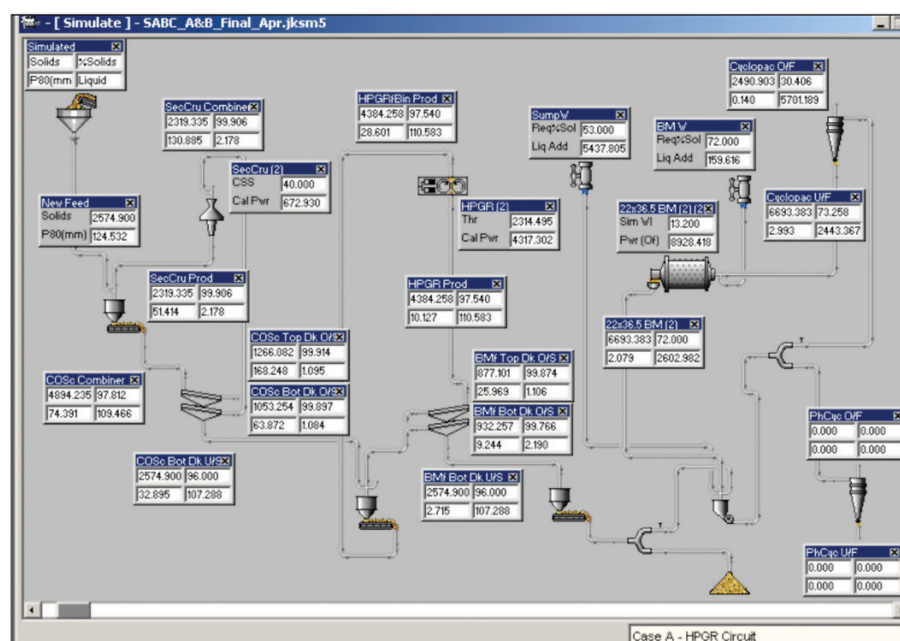 - [ Simulate ] - SABC_A&B_Final_Apr.jksm5
Simulated
Solids %Solids
P80(mm Liquid
SecCru Combiner
2319.335 99.906
130.885 2.178
HPGRfBin Prod
4384.258 97.540
28.601 110.583
SumpW
Req%Sol 53.000
Liq Add 5437.805
Cyclopac O/F
2490.903 30.406
0.140 5701.189
BM W
Req%Sol 72.000
Liq Add 159.616
SecCru (2)
CSS 40.000
Cal Pwr 672.930
New Feed
Solids 2574.900
P80(mm) 124.532
HPGR (2)
Thr 2314.495
Cal Pwr 4317.302
22x36.5 BM (2) (2
Sim WI 13.200
Pwr (Of) 8928.418
Cyclopac U/F
6693.383 73.258
2.993 2443.367
SecCru Prod
2319.335 99.906
51.414 2.178
HPGR Prod
4384.258 97.540
10.127 110.583
22x36.5 BM (2)
6693.383 72.000
2.079 2602.982
COSc Top Dk O/S
1266.082 99.914
168.248 1.095
COSc Bot Dk O/S
1053.254 99.897
63.872 1.084
BMf Top Dk O/S
877.101 99.874
25.969 1.106
BMf Bot Dk O/S
932.257 99.766
9.244 2.190
COSc Combiner
4894.235 97.812
74.391 109.466
COSc Bot Dk U/S
2574.900 96.000
32.895 107.288
BMf Bot Dk U/S
2574.900 96.000
2.715 107.288
PhCyc O/F
0.000 0.000
0.000 0.000
PhCyc U/F
0.000 0.000
0.000 0.000
T
T
Case A - HPGR Circuit